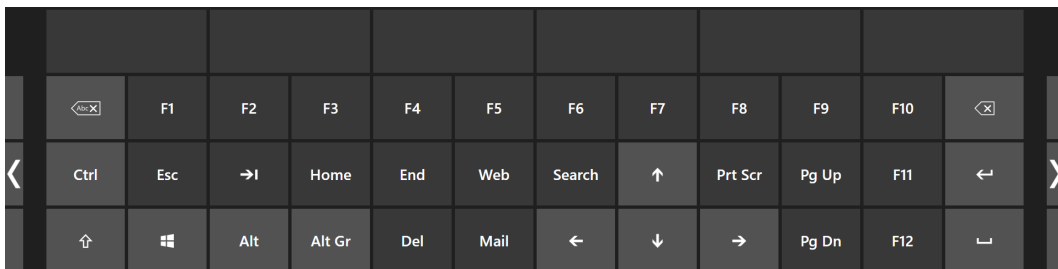 Abc F1 F2 F3 F4 F5 F6 F7 F8 F9 F10
Ctrl Esc Home End Web Search Prt Scr Pg Up F11
Alt Alt Gr Del Mail Pg Dn F12